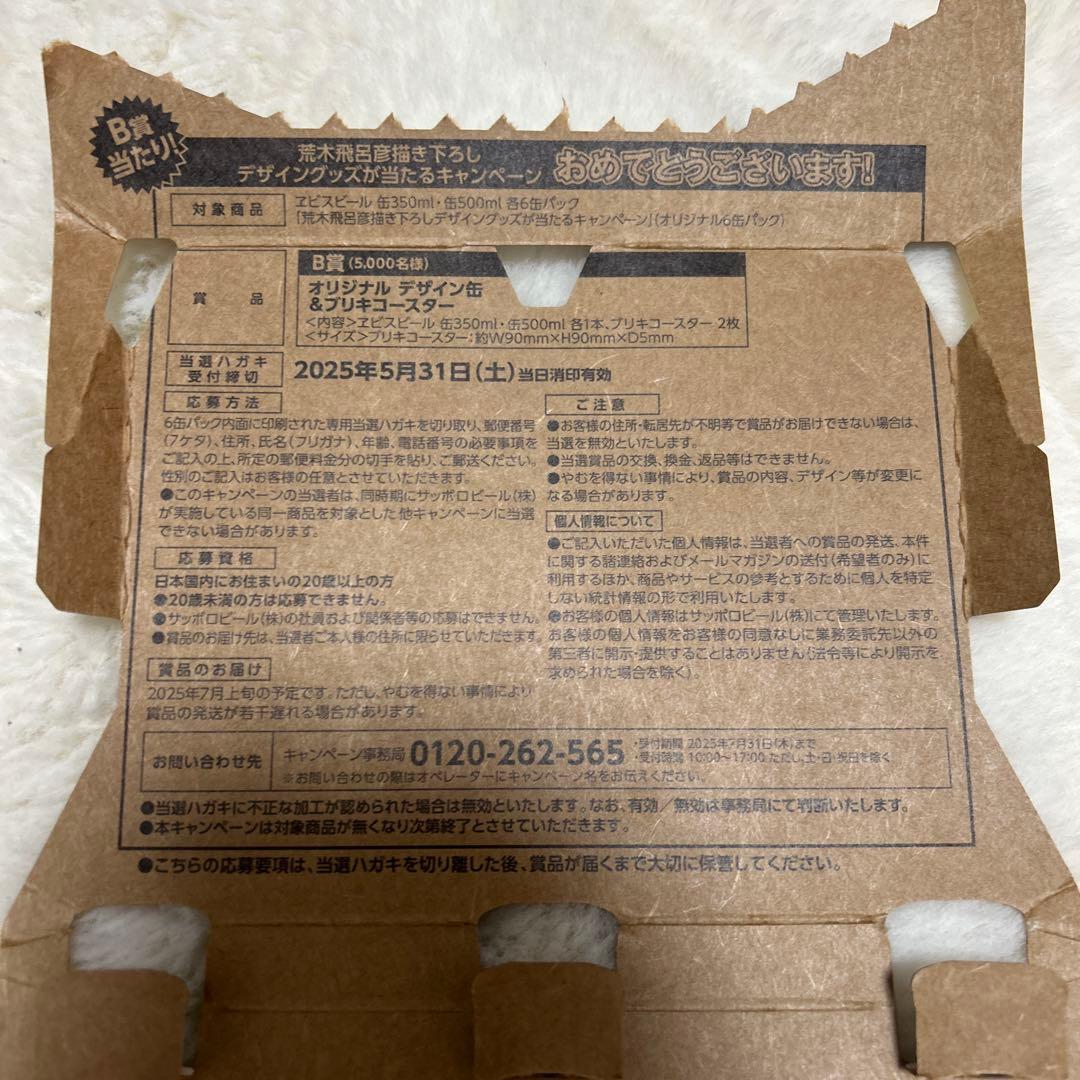 B賞
当たり!
荒木飛呂彦描き下ろし
デザイングッズが当たるキャンペーン おめでとうございます!
対象商品
ヱビスビール 缶350ml・缶500ml 各6缶パック
「荒木飛呂彦描き下ろしデザイングッズが当たるキャンペーン」(オリジナル6缶パック)
賞品
B賞(5,000名様)
オリジナル デザイン缶
&ブリキコースター
<内容>ヱビスビール 缶350ml・缶500ml 各1本、ブリキコースター 2枚
<サイズ>ブリキコースター:約W90mm×H90mm×D5mm
当選ハガキ
受付締切
2025年5月31日(土)当日消印有効
応募方法
6缶パック内面に印刷された専用当選ハガキを切り取り、郵便番号
(7ケタ)、住所、氏名(フリガナ)、年齢、電話番号の必要事項を
ご記入の上、所定の郵便料金分の切手を貼り、ご郵送ください。
性別のご記入はお客様の任意とさせていただきます。
●このキャンペーンの当選者は、同時期にサッポロビール(株)
が実施している同一商品を対象とした他キャンペーンに当選
できない場合があります。
応募資格
日本国内にお住まいの20歳以上の方
●20歳未満の方は応募できません。
●サッポロビール(株)の社員および関係者等の応募はできません。
●賞品のお届け先は、当選者ご本人様の住所に限らせていただきます。
賞品のお届け
2025年7月上旬の予定です。ただし、やむを得ない事情により
賞品の発送が若干遅れる場合があります。
ご注意
●お客様の住所・転居先が不明等で賞品がお届けできない場合は、
当選を無効といたします。
●当選賞品の交換、換金、返品等はできません。
●やむを得ない事情により、賞品の内容、デザイン等が変更に
なる場合があります。
個人情報について
●ご記入いただいた個人情報は、当選者への賞品の発送、本件
に関する諸連絡およびメールマガジンの送付(希望者のみ)に
利用するほか、商品やサービスの参考とするために個人を特定
しない統計情報の形で利用いたします。
●お客様の個人情報はサッポロビール(株)にて管理いたします。
お客様の個人情報をお客様の同意なしに業務委託先以外の
第三者に開示・提供することはありません(法令等により開示を
求められた場合を除く)。
お問い合わせ先
キャンペーン事務局 0120-262-565
・受付期間 2025年7月31日(木)まで
・受付時間 10:00〜17:00 ただし、土・日・祝日を除く
※お問い合わせの際はオペレーターにキャンペーン名をお伝えください。
●当選ハガキに不正な加工が認められた場合は無効といたします。なお、有効/無効は事務局にて判断いたします。
●本キャンペーンは対象商品が無くなり次第終了とさせていただきます。
●こちらの応募要項は、当選ハガキを切り離した後、賞品が届くまで大切に保管してください。